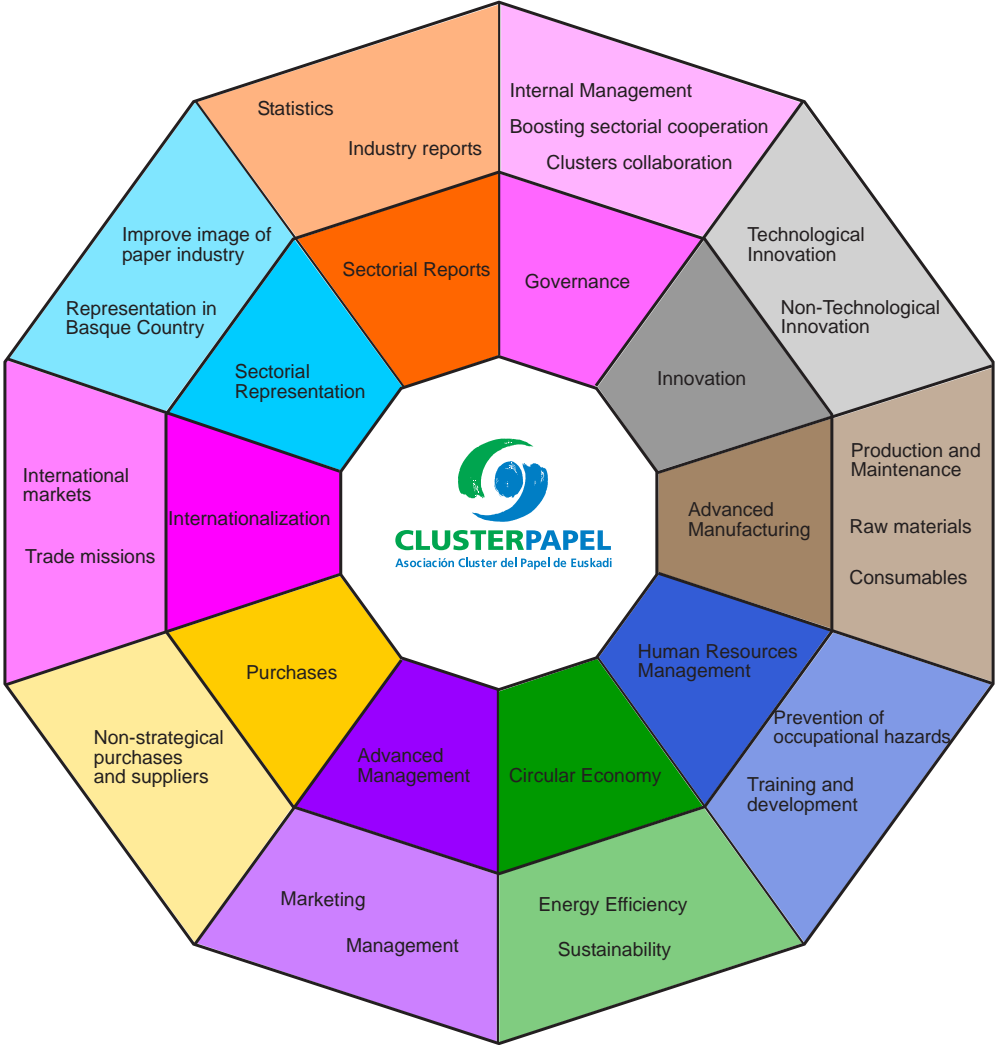 Statistics
Industry reports
Internal Management
Boosting sectorial cooperation
Clusters collaboration
Improve image of
paper industry
Representation in
Basque Country
Sectorial Reports
Governance
Technological
Innovation
Non-Technological
Innovation
Sectorial
Representation
Innovation
International
markets
Trade missions
Internationalization
CLUSTERPAPEL
Asociación Cluster del Papel de Euskadi
Advanced
Manufacturing
Production and
Maintenance
Raw materials
Consumables
Purchases
Human Resources
Management
Non-strategical
purchases
and suppliers
Advanced
Management
Circular Economy
Prevention of
occupational hazards
Training and
development
Marketing
Management
Energy Efficiency
Sustainability